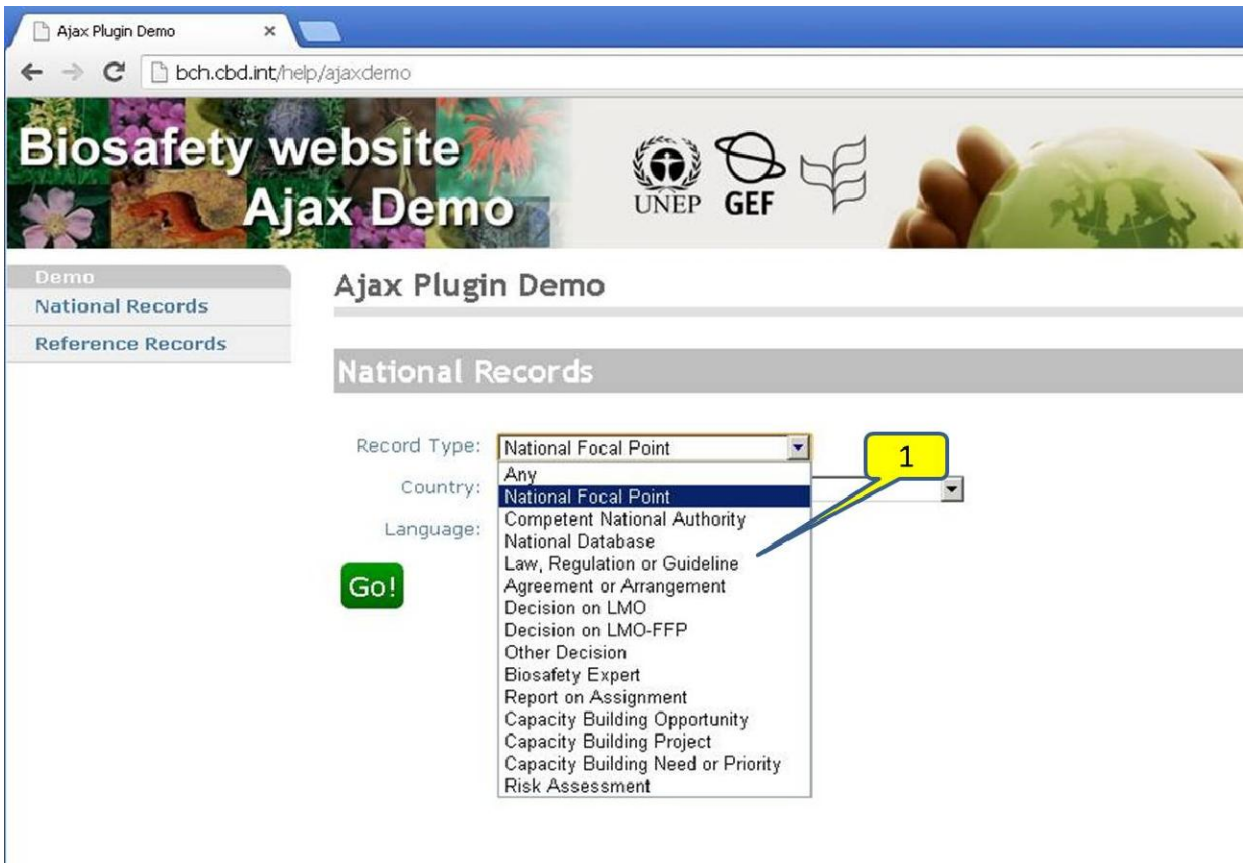 Ajax Plugin Demo
bch.cbd.int/help/ajaxdemo
Biosafety website
Ajax Demo
UNEP
GEF
Demo
National Records
Reference Records
Ajax Plugin Demo
National Records
Record Type: National Focal Point
1
Country:
Language:
Any
National Focal Point
Competent National Authority
National Database
Law, Regulation or Guideline
Agreement or Arrangement
Decision on LMO
Decision on LMO-FFP
Other Decision
Biosafety Expert
Report on Assignment
Capacity Building Opportunity
Capacity Building Project
Capacity Building Need or Priority
Risk Assessment
Go!